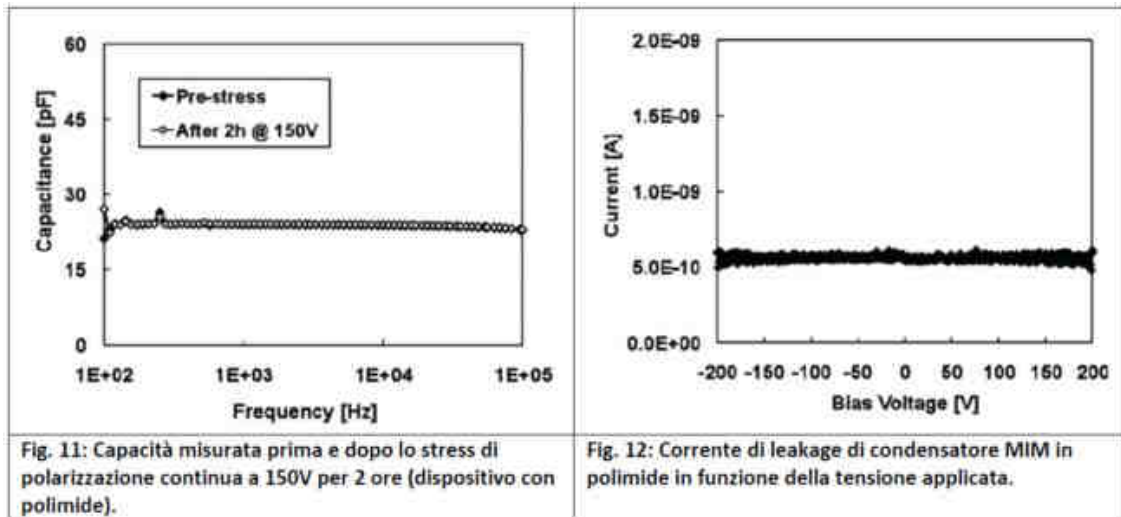 60
45
30
15
0
Capacitance [pF]
Pre-stress
After 2h @ 150V
1E+02 1E+03 1E+04 1E+05
Frequency [Hz]
2.0E-09
1.5E-09
1.0E-09
5.0E-10
0.0E+00
Current [A]
-200 -150 -100 -50 0 50 100 150 200
Bias Voltage [V]
Fig. 11: Capacità misurata prima e dopo lo stress di
polarizzazione continua a 150V per 2 ore (dispositivo con
polimide).
Fig. 12: Corrente di leakage di condensatore MIM in
polimide in funzione della tensione applicata.